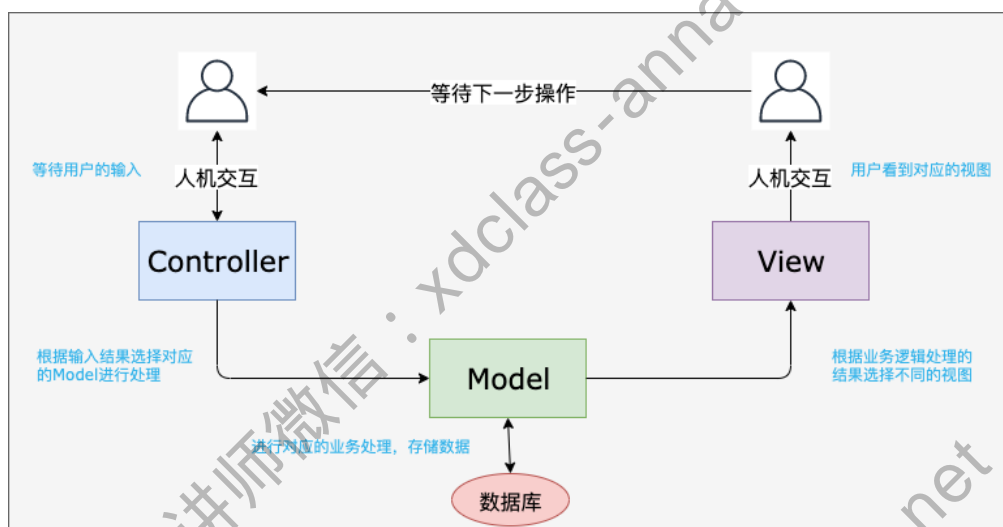 等待下一步操作
等待用户的输入
人机交互
人机交互
用户看到对应的视图
Controller
View
根据输入结果选择对应
的Model进行处理
Model
根据业务逻辑处理的
结果选择不同的视图
进行对应的业务处理，存储数据
数据库
讲师微信：xdclass-anna
net